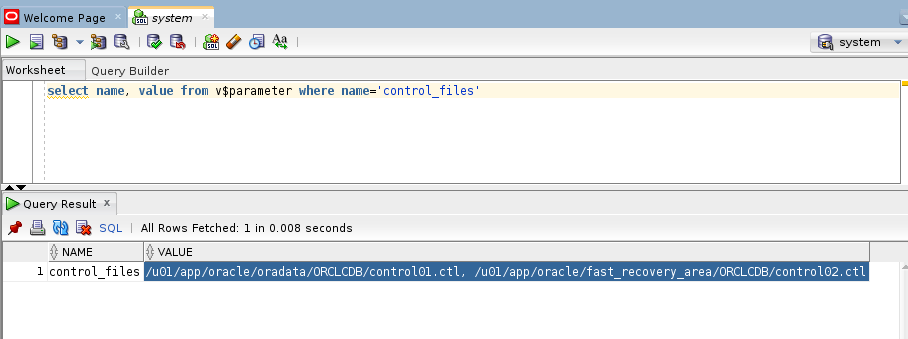 Welcome Page system
system
Worksheet Query Builder
select name, value from v$parameter where name='control_files'
Query Result x
SQL | All Rows Fetched: 1 in 0.008 seconds
NAME VALUE
1 control_files /u01/app/oracle/oradata/ORCLCDB/control01.ctl, /u01/app/oracle/fast_recovery_area/ORCLCDB/control02.ctl